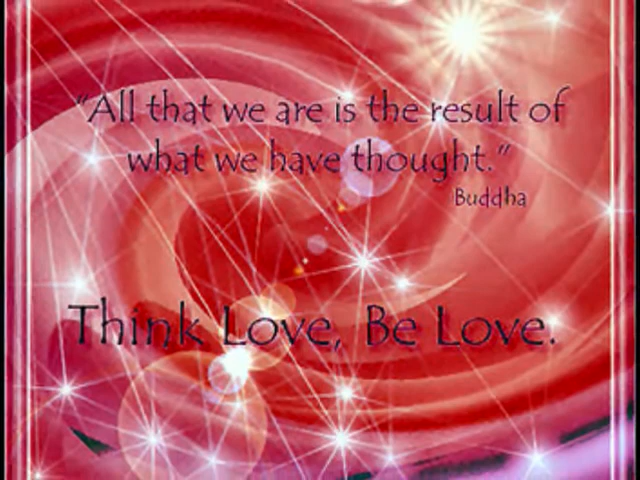 “All that we are is the result of
what we have thought.”
Buddha
Think Love, Be Love.